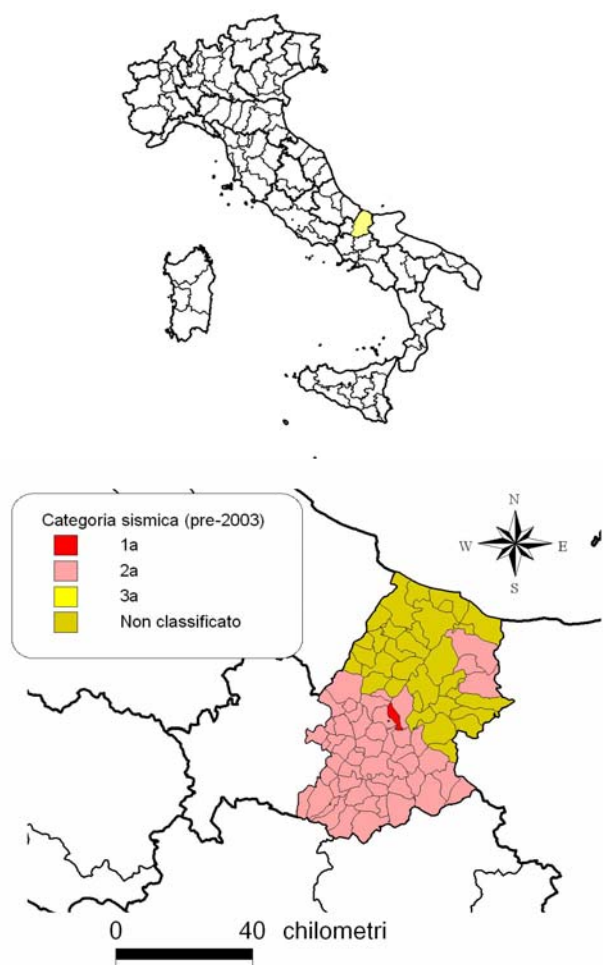 Categoria sismica (pre-2003)
1a
2a
3a
Non classificato
N
W E
S
0 40 chilometri